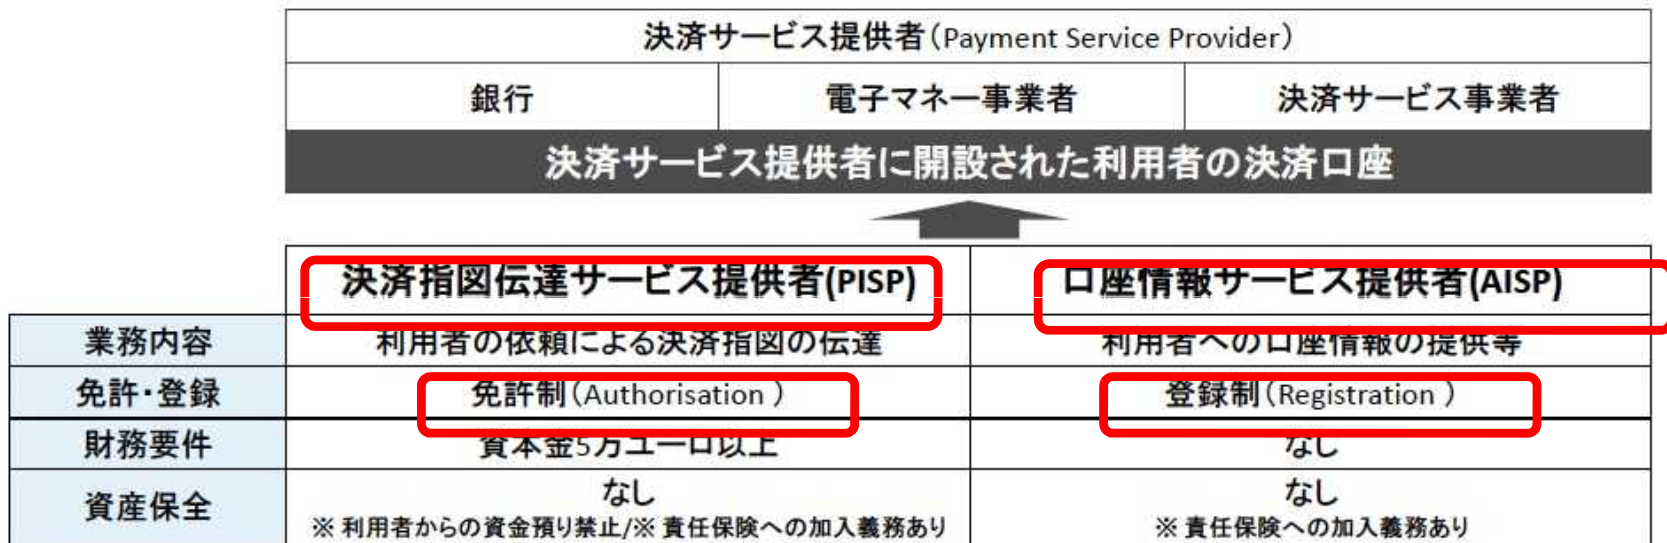 決済サービス提供者（Payment Service Provider）
銀行 電子マネー事業者 決済サービス事業者
決済サービス提供者に開設された利用者の決済口座
決済指図伝達サービス提供者(PISP) 口座情報サービス提供者(AISP)
業務内容 利用者の依頼による決済指図の伝達 利用者への口座情報の提供等
免許・登録 免許制（Authorisation ） 登録制（Registration ）
財務要件 資本金5万ユーロ以上 なし
資産保全 なし なし
※ 利用者からの資金預り禁止/※ 責任保険への加入義務あり ※ 責任保険への加入義務あり